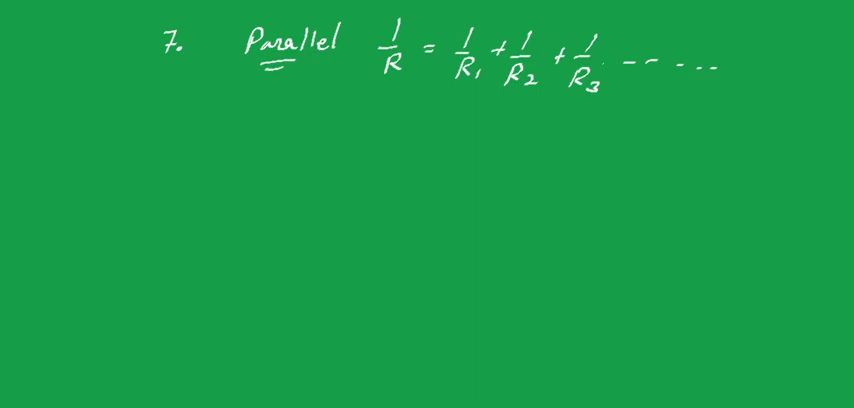 7. Parallel 1/R = 1/R₁ + 1/R₂ + 1/R₃ - - - - - -